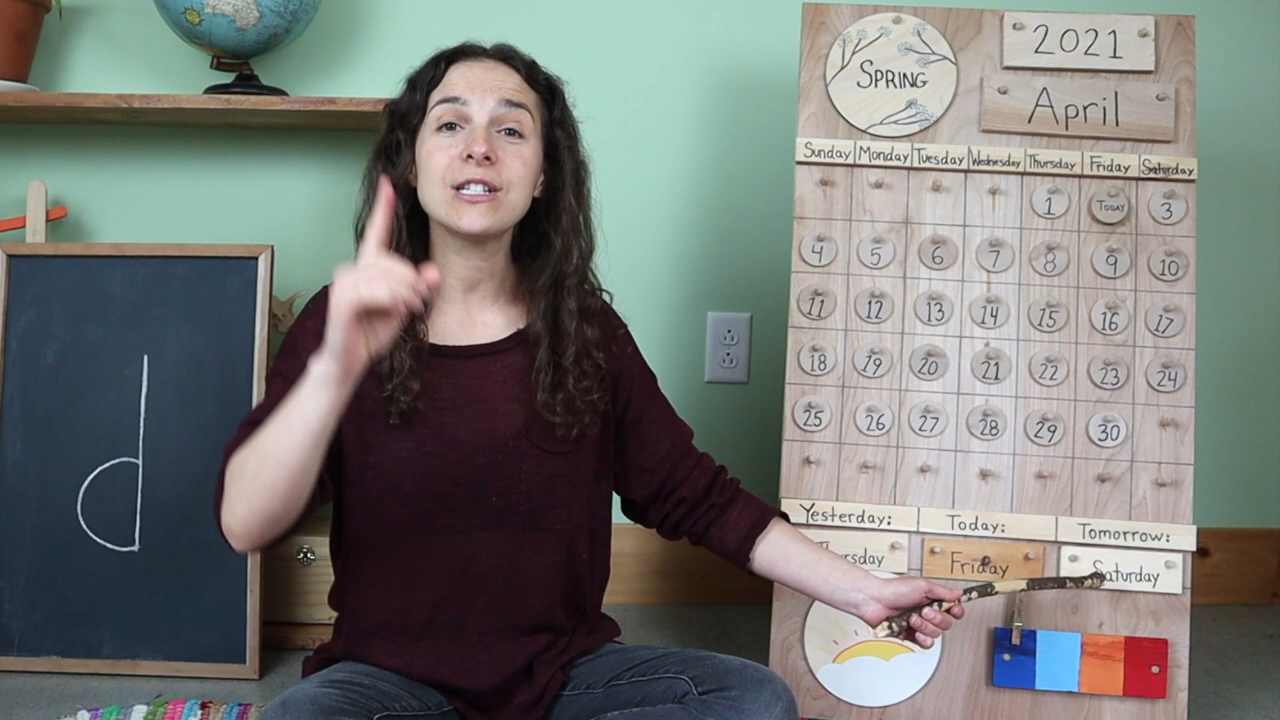 d
SPRING
2021
April
Sunday Monday Tuesday Wednesday Thursday Friday Saturday
1 TODAY 3
4 5 6 7 8 9 10
11 12 13 14 15 16 17
18 19 20 21 22 23 24
25 26 27 28 29 30
Yesterday: Today: Tomorrow:
Thursday Friday Saturday